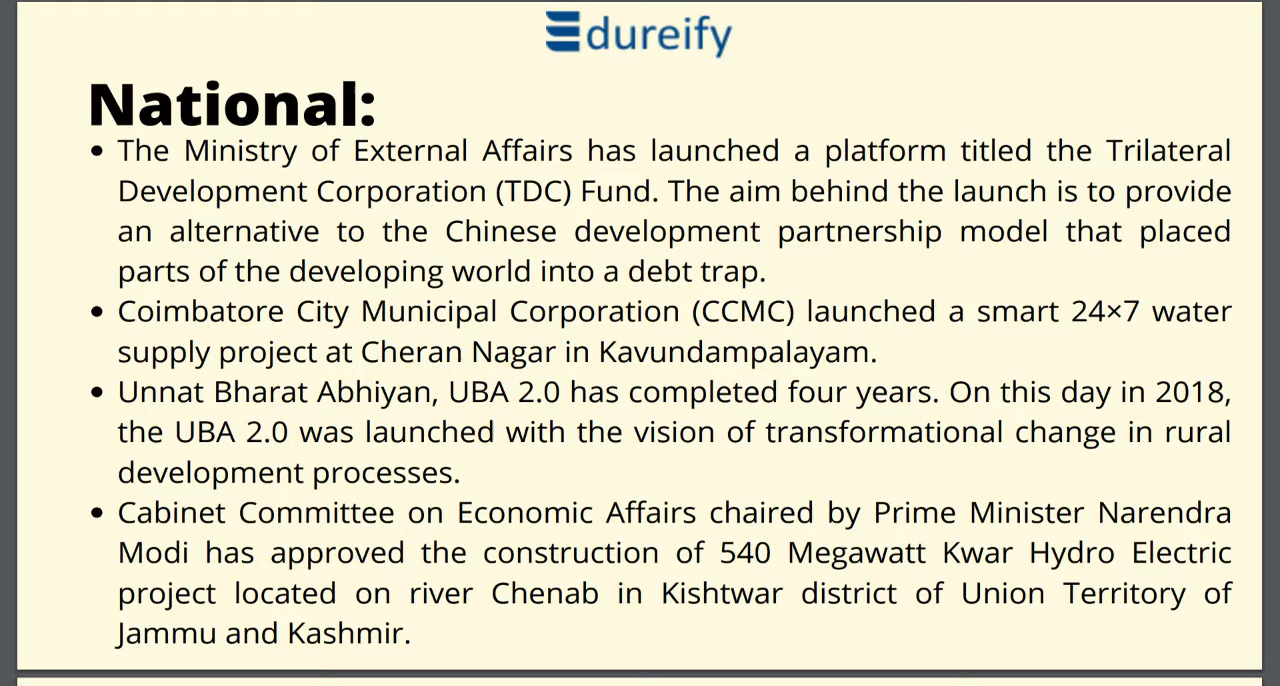 Edureify
National:
• The Ministry of External Affairs has launched a platform titled the Trilateral
Development Corporation (TDC) Fund. The aim behind the launch is to provide
an alternative to the Chinese development partnership model that placed
parts of the developing world into a debt trap.
• Coimbatore City Municipal Corporation (CCMC) launched a smart 24×7 water
supply project at Cheran Nagar in Kavundampalayam.
• Unnat Bharat Abhiyan, UBA 2.0 has completed four years. On this day in 2018,
the UBA 2.0 was launched with the vision of transformational change in rural
development processes.
• Cabinet Committee on Economic Affairs chaired by Prime Minister Narendra
Modi has approved the construction of 540 Megawatt Kwar Hydro Electric
project located on river Chenab in Kishtwar district of Union Territory of
Jammu and Kashmir.